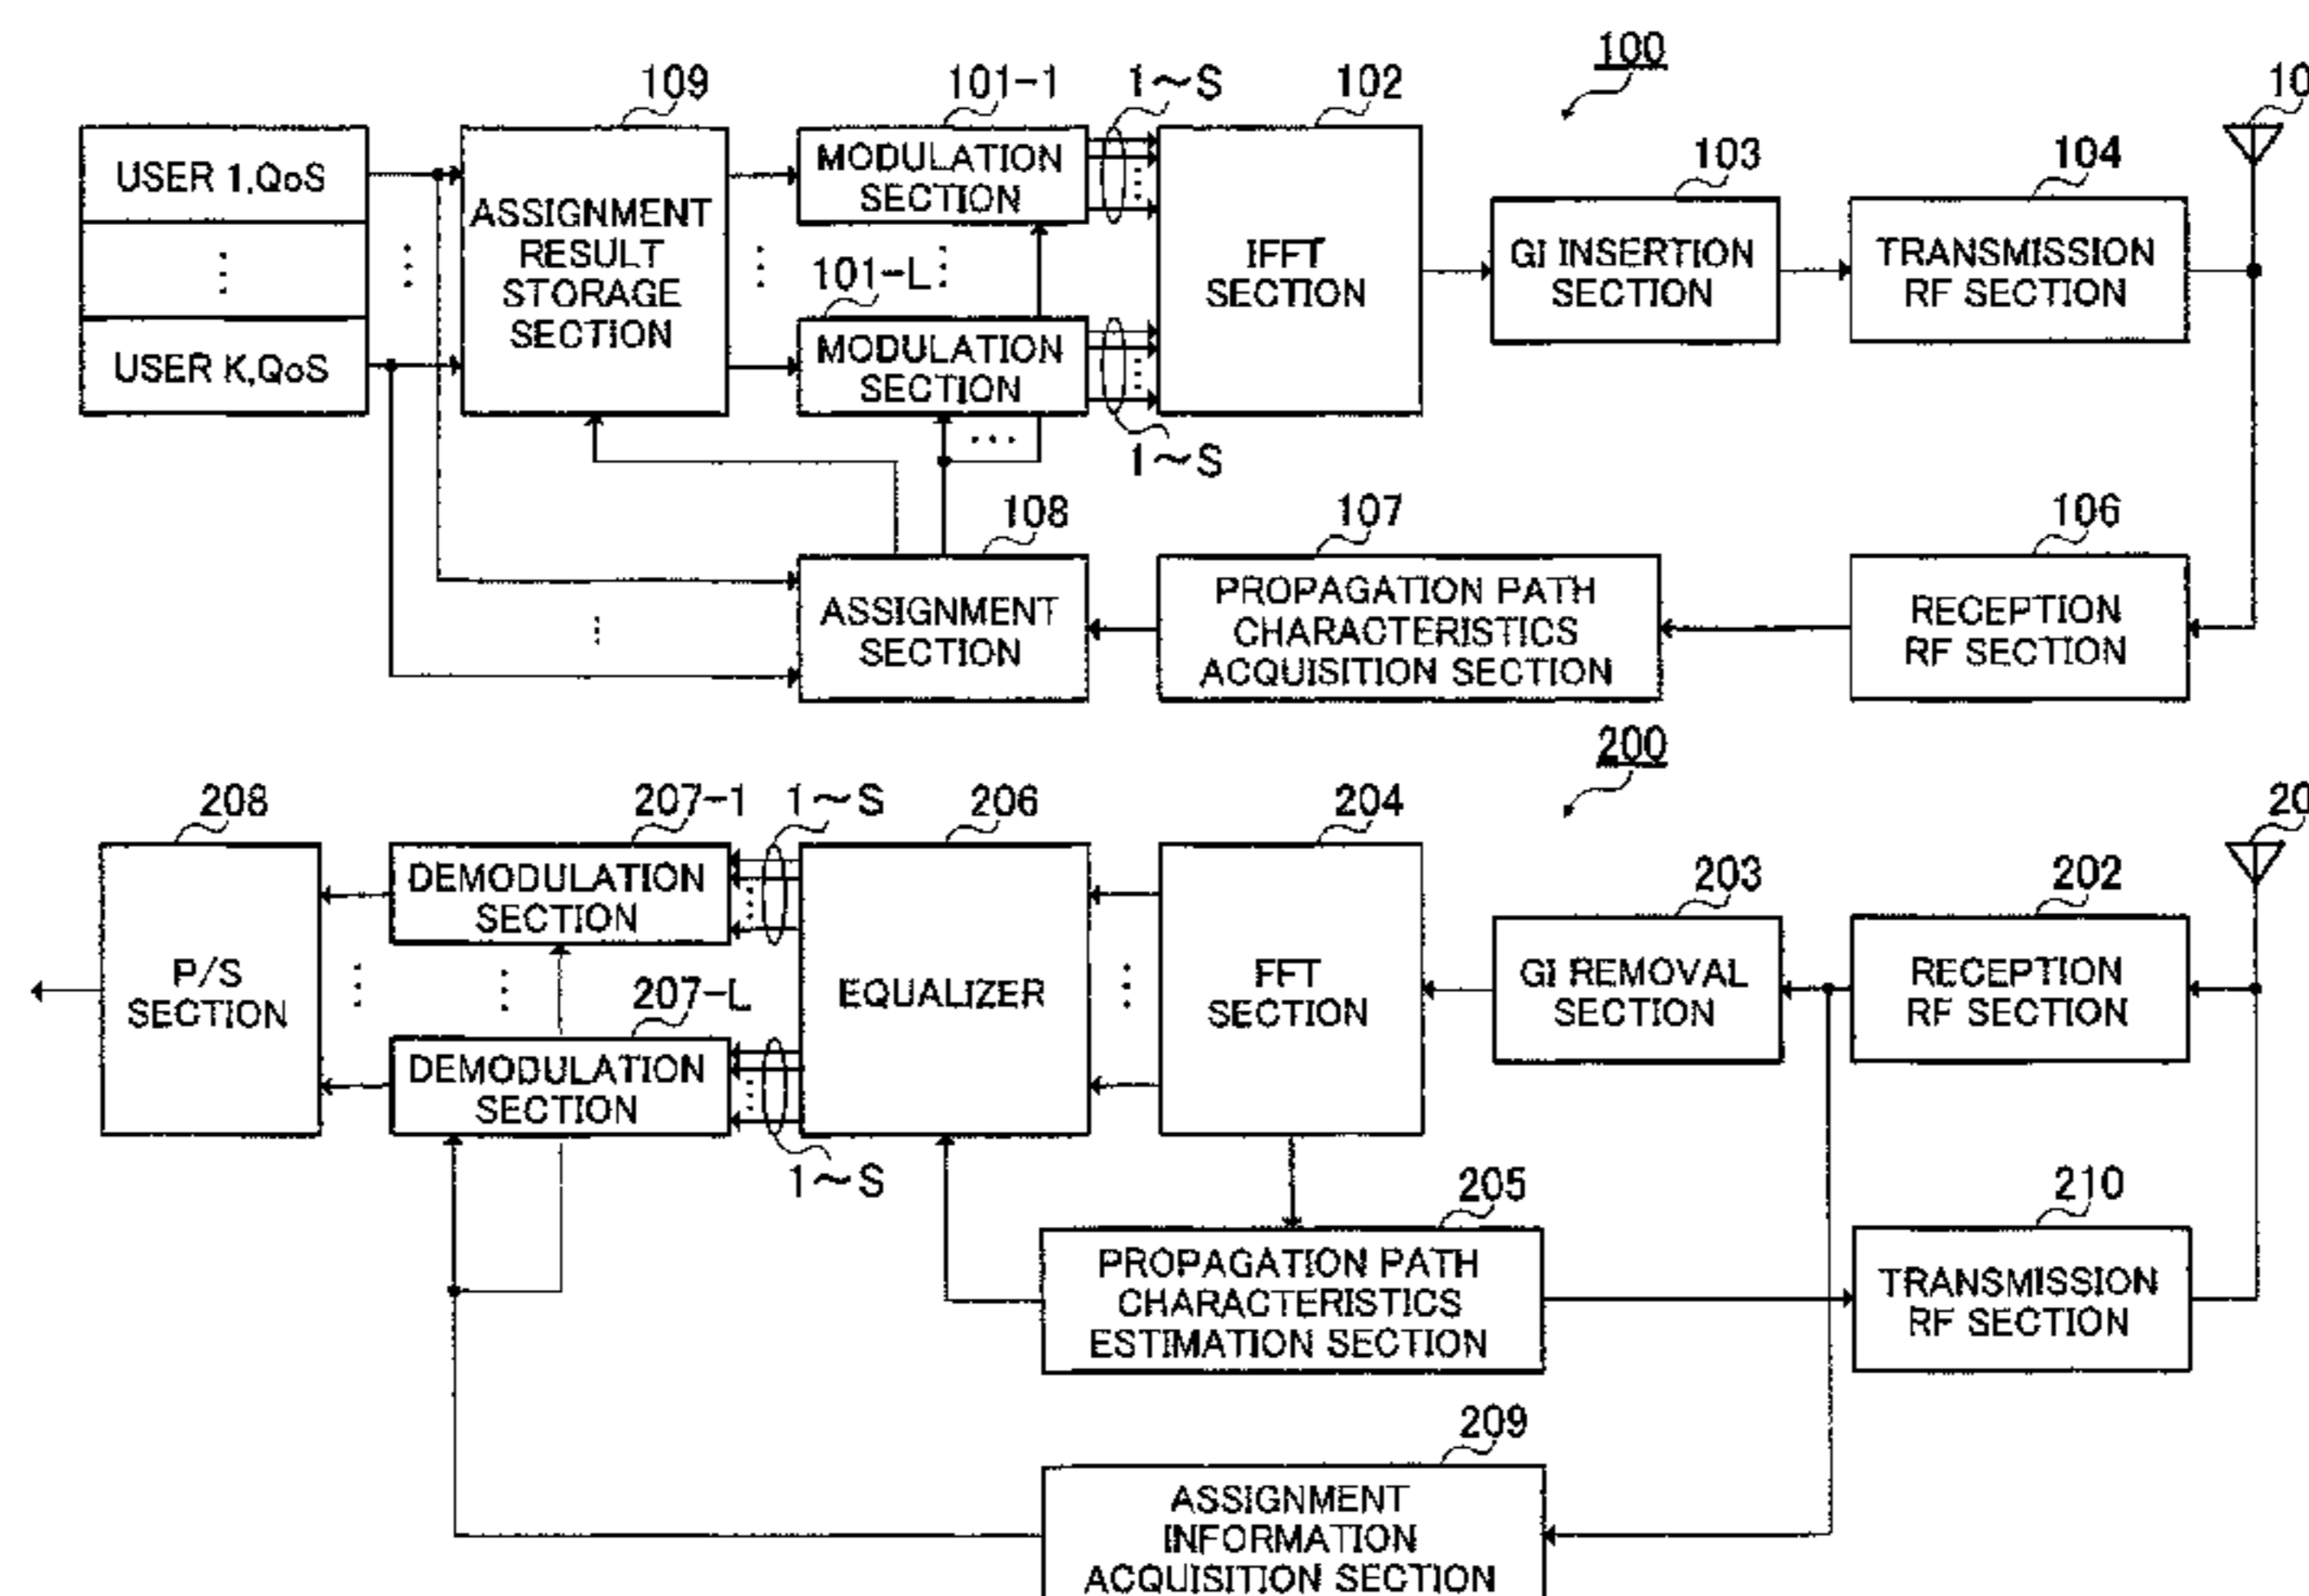 100
109
101-1
1~S
102
10
USER 1,QoS
⋮
USER K,QoS
ASSIGNMENT
RESULT
STORAGE
SECTION
MODULATION
SECTION
101-L
MODULATION
SECTION
1~S
IFFT
SECTION
103
GI INSERTION
SECTION
104
TRANSMISSION
RF SECTION
108
ASSIGNMENT
SECTION
107
PROPAGATION PATH
CHARACTERISTICS
ACQUISITION SECTION
106
RECEPTION
RF SECTION
200
208
207-1
1~S
206
204
20
P/S
SECTION
DEMODULATION
SECTION
207-L
DEMODULATION
SECTION
1~S
EQUALIZER
FFT
SECTION
203
GI REMOVAL
SECTION
202
RECEPTION
RF SECTION
205
PROPAGATION PATH
CHARACTERISTICS
ESTIMATION SECTION
210
TRANSMISSION
RF SECTION
209
ASSIGNMENT
INFORMATION
ACQUISITION SECTION